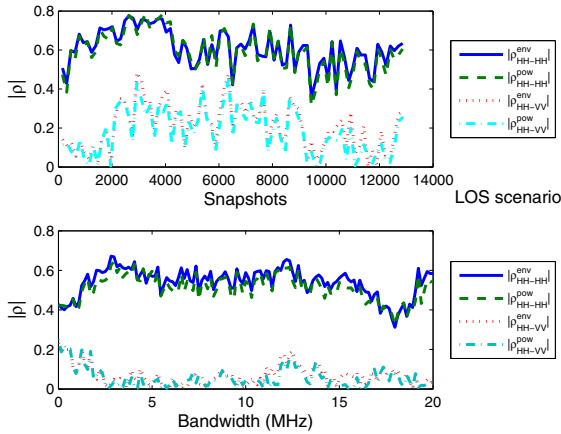 0.8
0.6
0.4
0.2
0
|ρ|
0 2000 4000 6000 8000 10000 12000 14000
Snapshots
|ρ^env_HH−HH|
|ρ^pow_HH−HH|
|ρ^env_HH−VV|
|ρ^pow_HH−VV|
LOS scenario
0.8
0.6
0.4
0.2
0
|ρ|
0 5 10 15 20
Bandwidth (MHz)
|ρ^env_HH−HH|
|ρ^pow_HH−HH|
|ρ^env_HH−VV|
|ρ^pow_HH−VV|